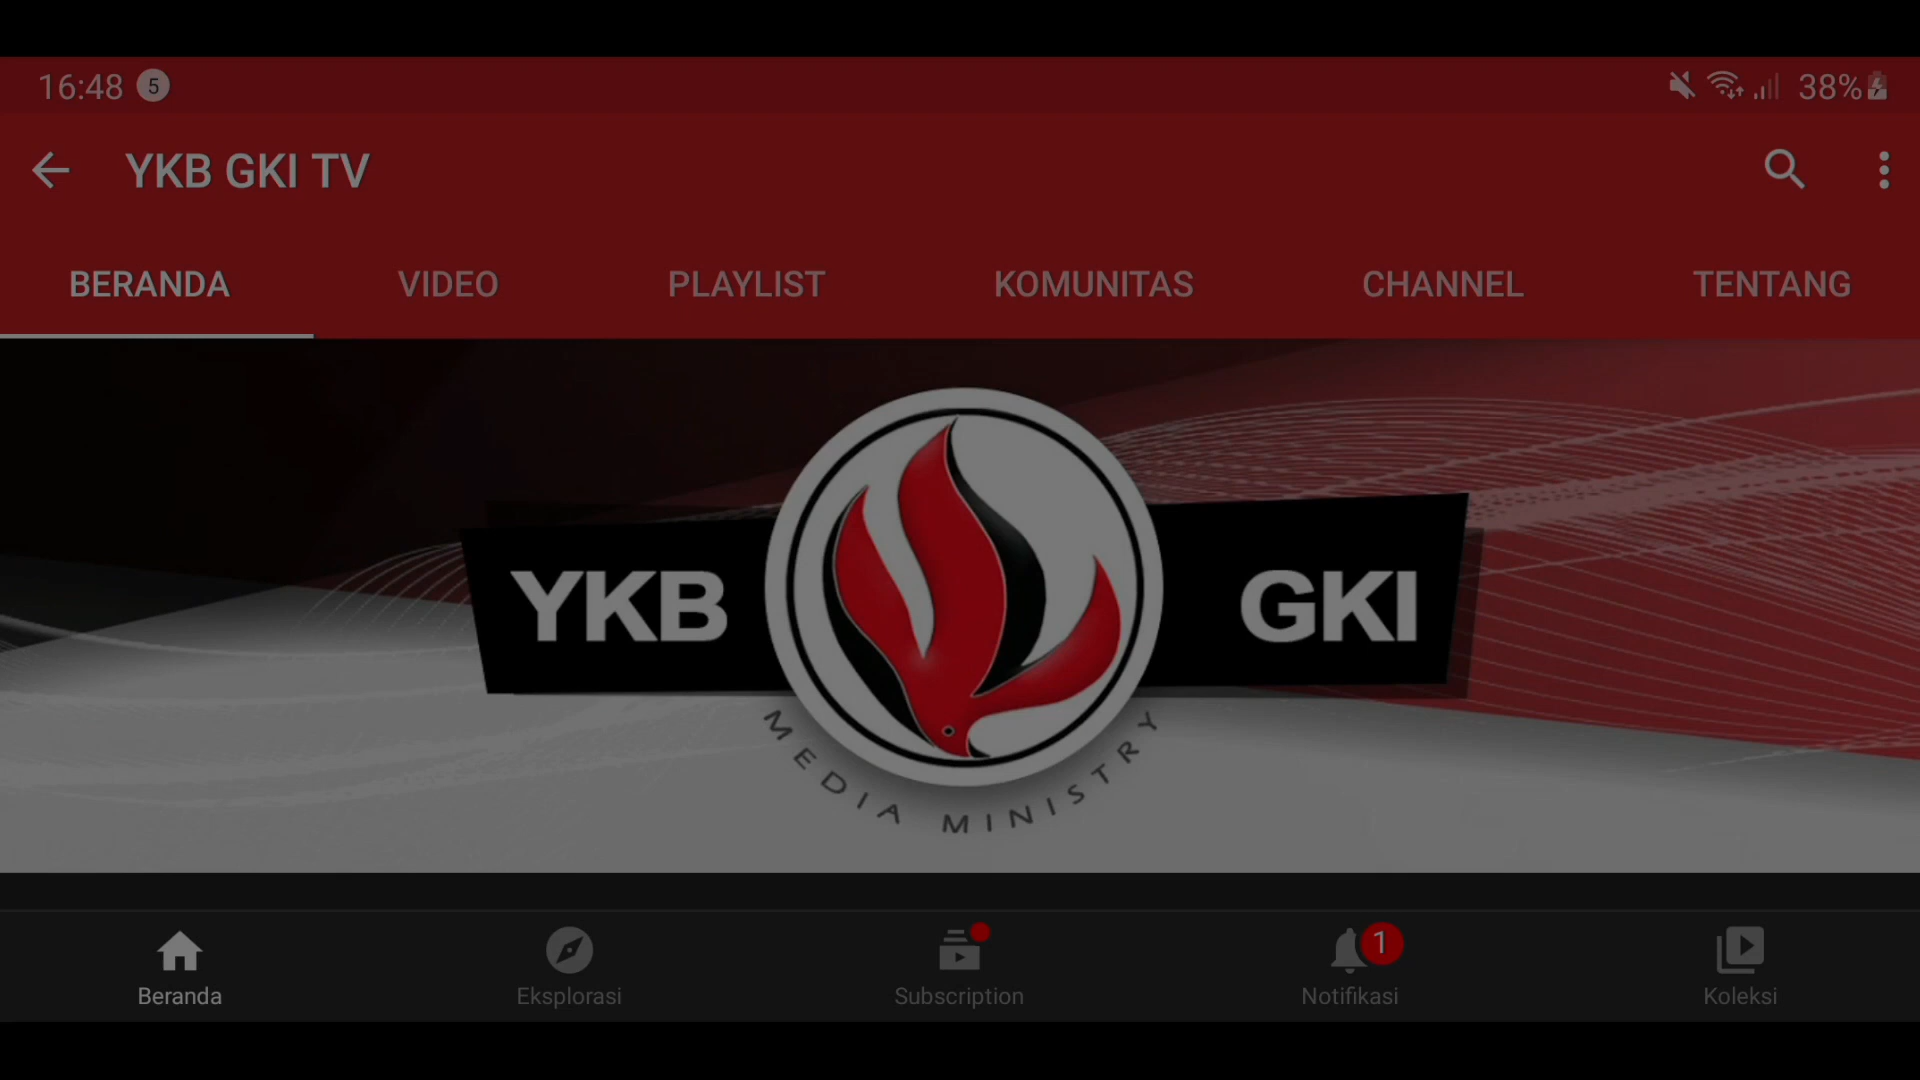 16:48 5 38%
YKB GKI TV
BERANDA VIDEO PLAYLIST KOMUNITAS CHANNEL TENTANG
YKB GKI
MEDIA MINISTRY
1
Beranda Eksplorasi Subscription Notifikasi Koleksi